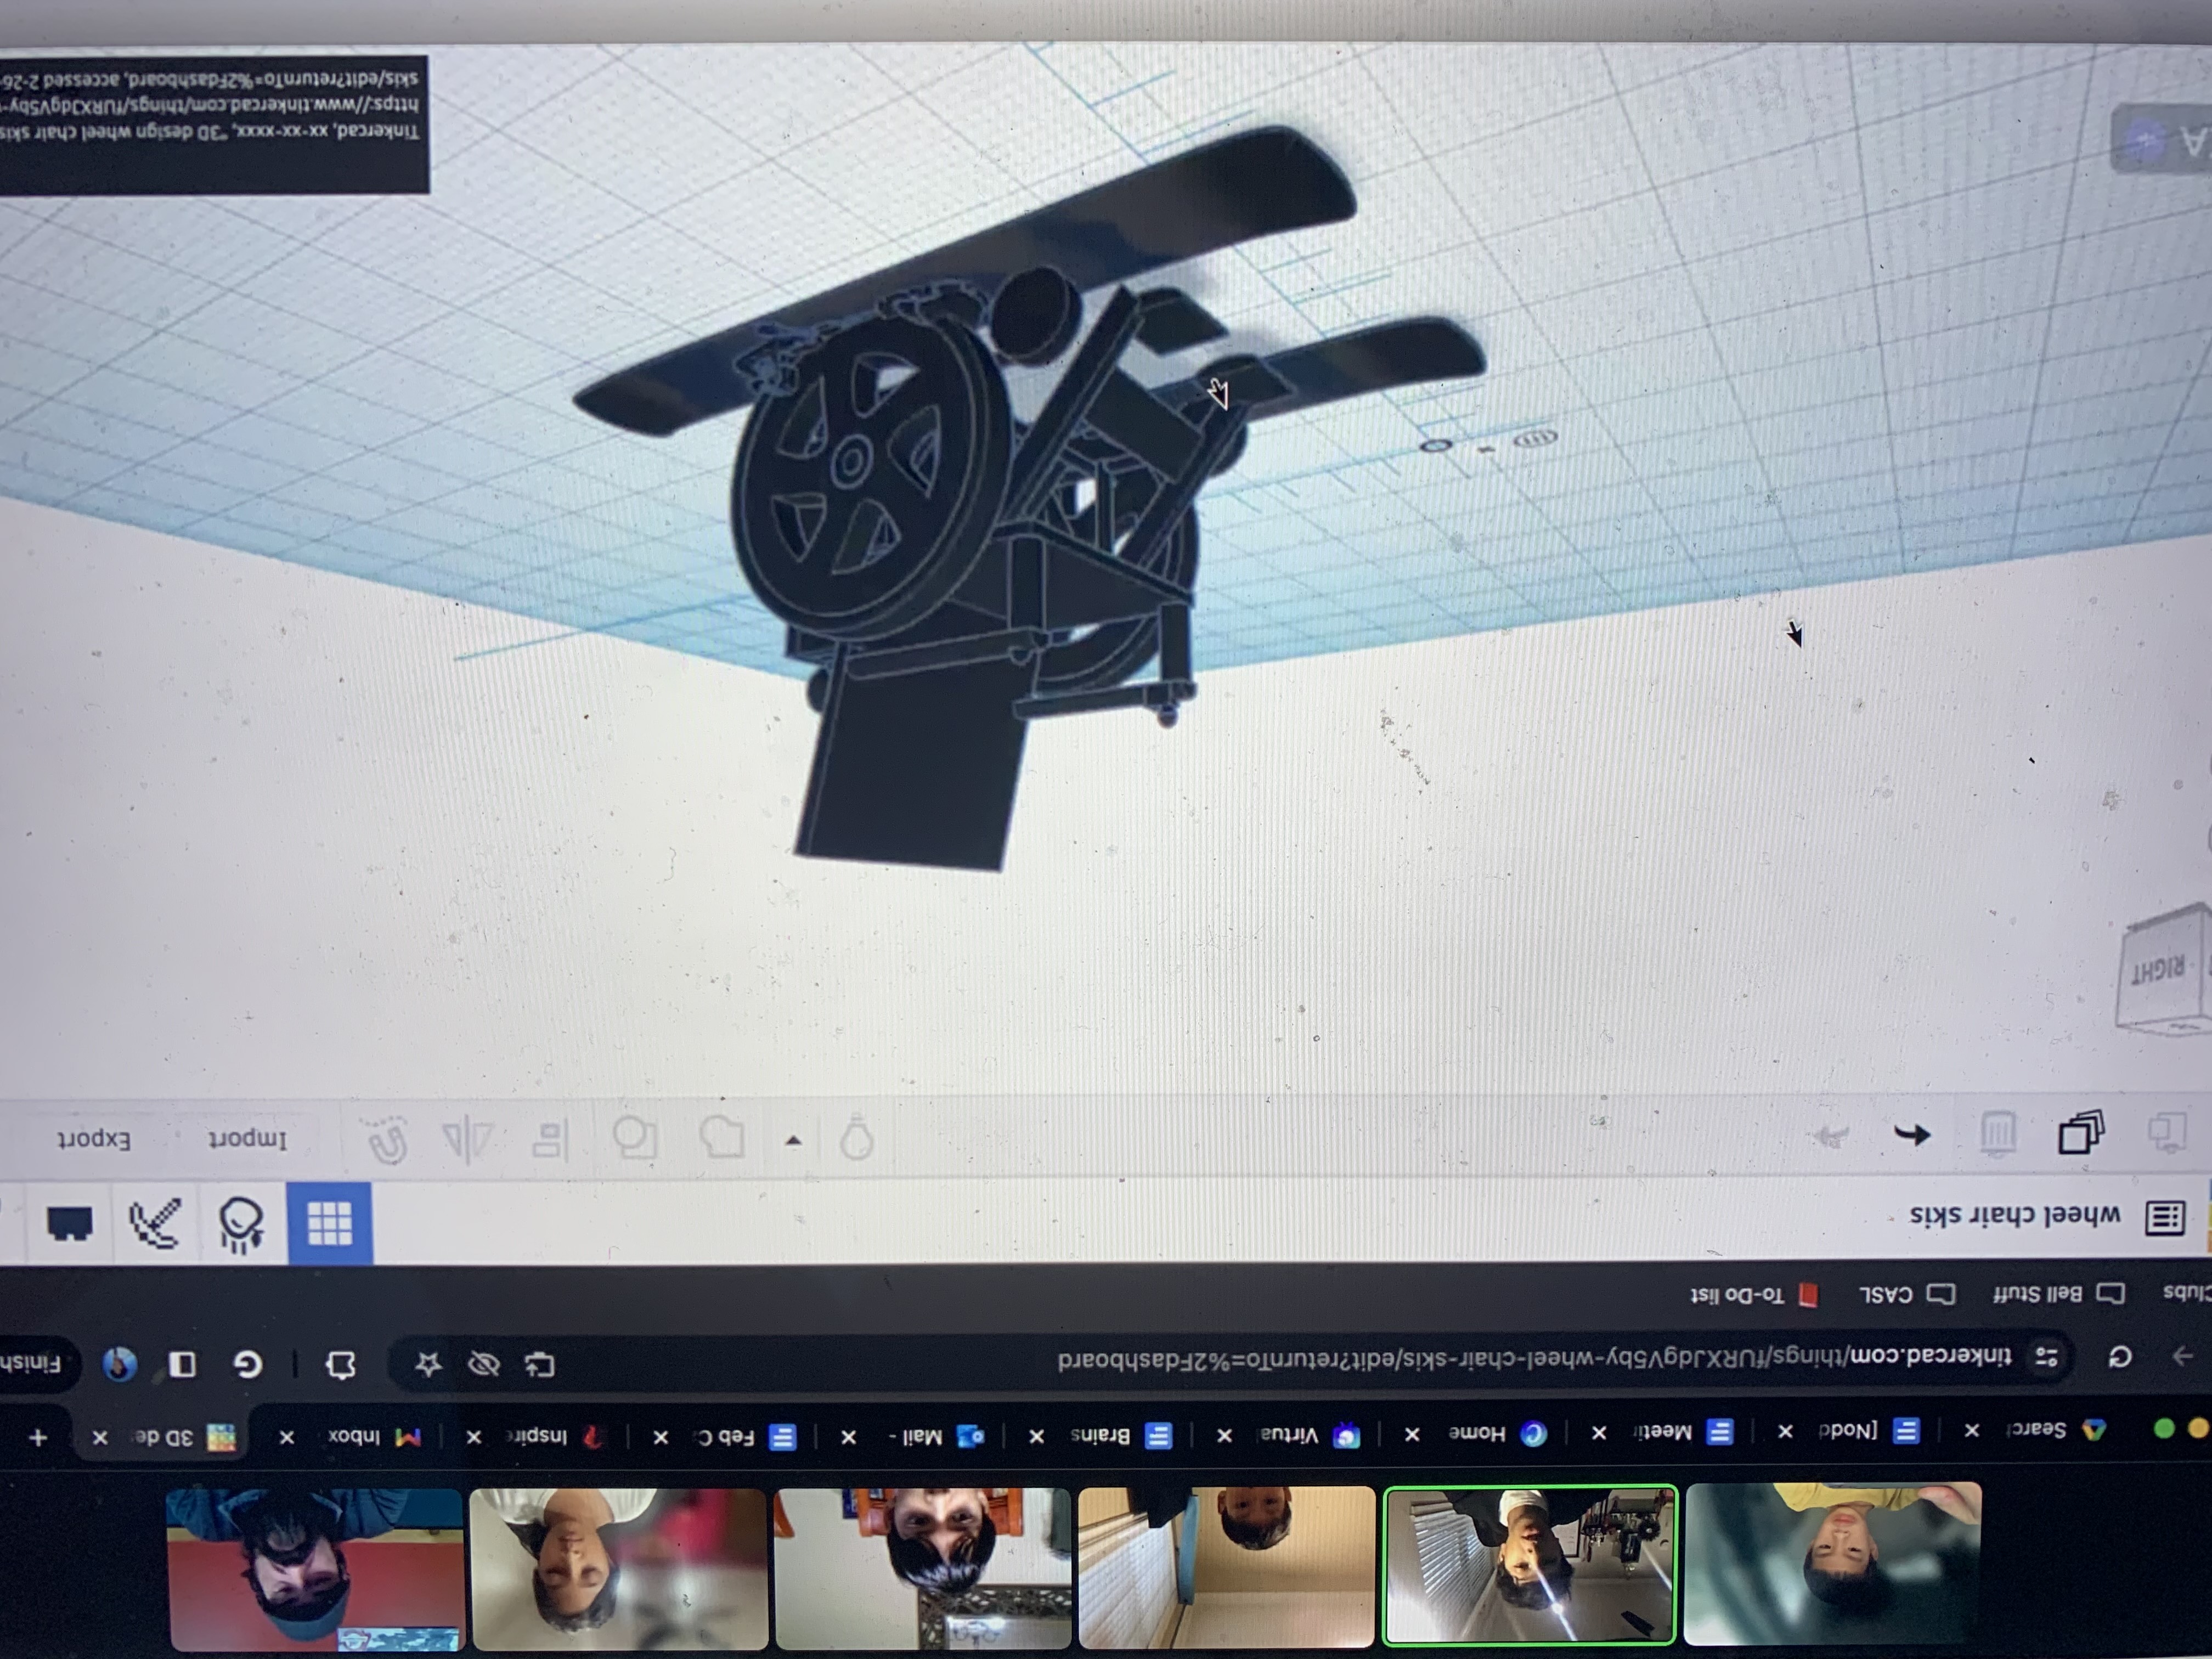 Searc
[Nodd
Meetin
Home
Virtua
Brains
Mail -
Feb C
Inspire
Inbox
3D de
tinkercad.com/things/fURXJdgV5by-wheel-chair-skis/edit?returnTo=%2Fdashboard
Finish
Clubs
Bell Stuff
CASL
To-Do list
wheel chair skis
Import
Export
RIGHT
Tinkercad, xx-xx-xxxx, "3D design wheel chair skis
https://www.tinkercad.com/things/fURXJdgV5by-
skis/edit?returnTo=%2Fdashboard, accessed 2-26